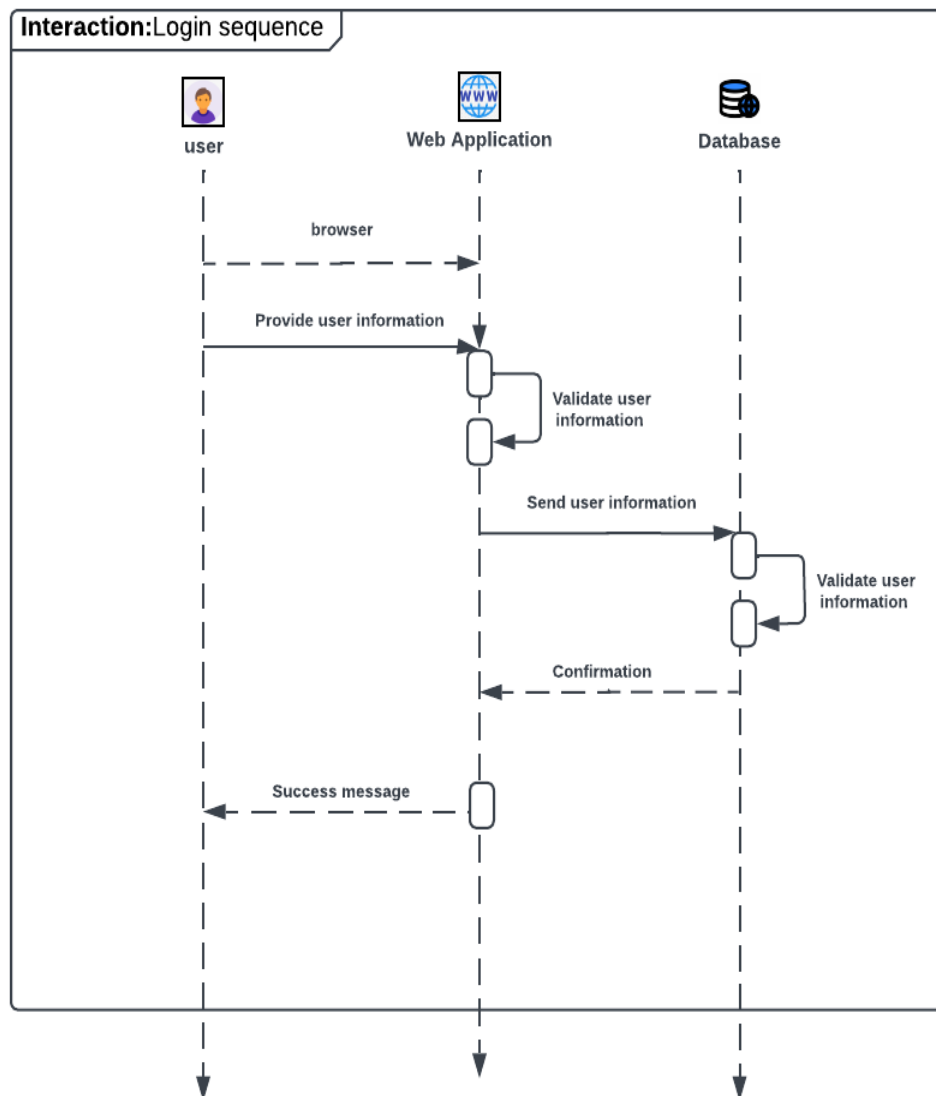 Interaction:Login sequence
WWW
user
Web Application
Database
browser
Provide user information
Validate user
information
Send user information
Validate user
information
Confirmation
Success message